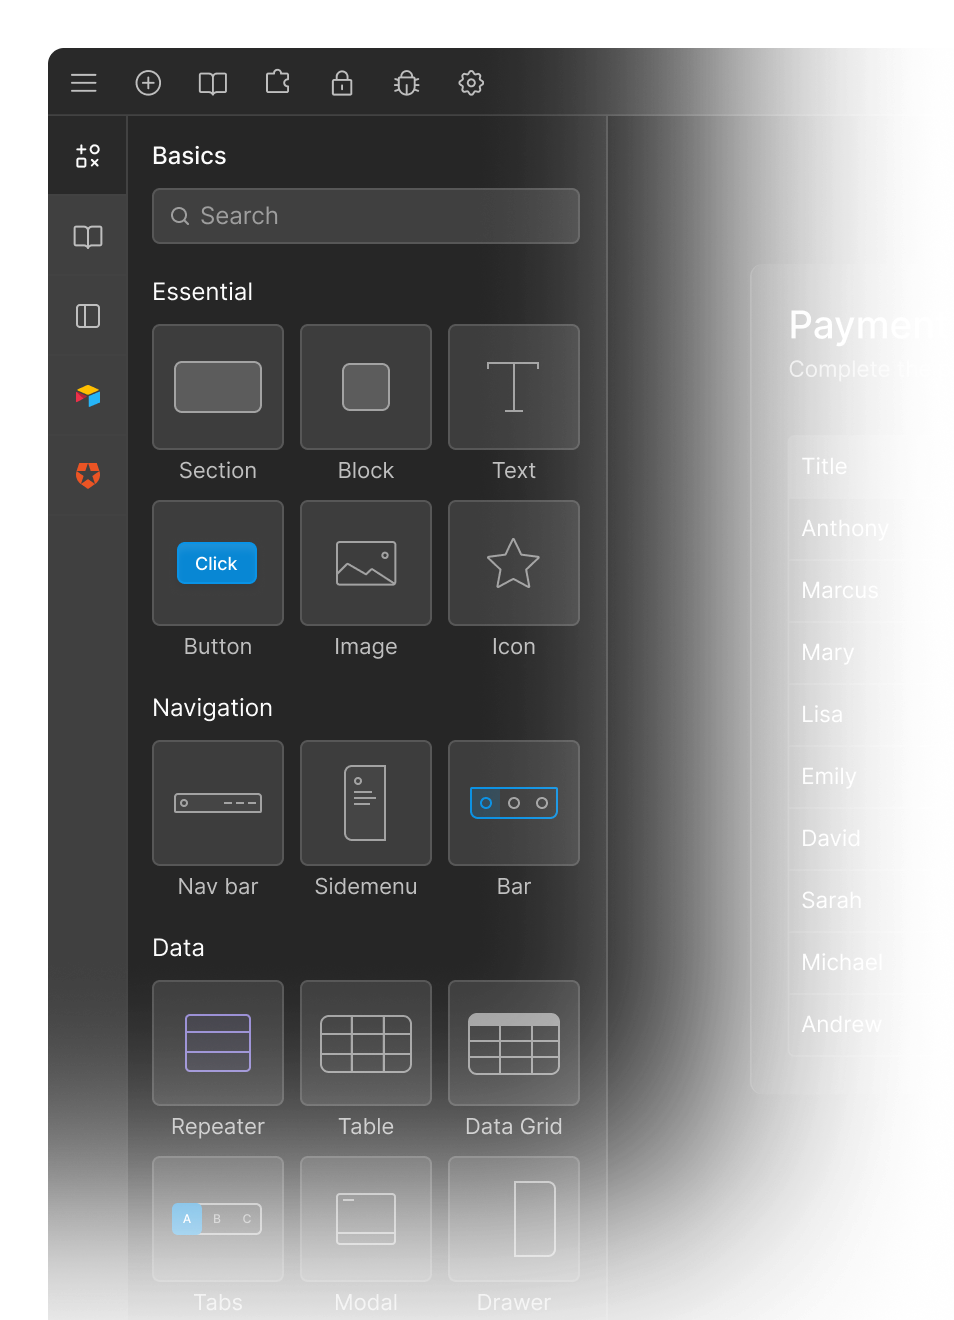 Basics
Search
Essential
Section Block Text
Click
Button Image Icon
Navigation
Nav bar Sidemenu Bar
Data
Repeater Table Data Grid
A B C
Tabs Modal Drawer
Payment
Complete
Title
Anthony
Marcus
Mary
Lisa
Emily
David
Sarah
Michael
Andrew